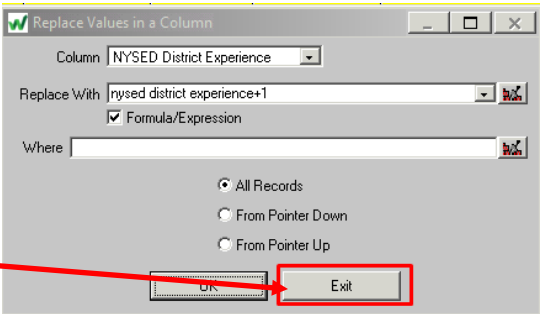 Replace Values in a Column
Column NYSED District Experience
Replace With nysed district experience+1
Formula/Expression
Where
All Records
From Pointer Down
From Pointer Up
OK Exit